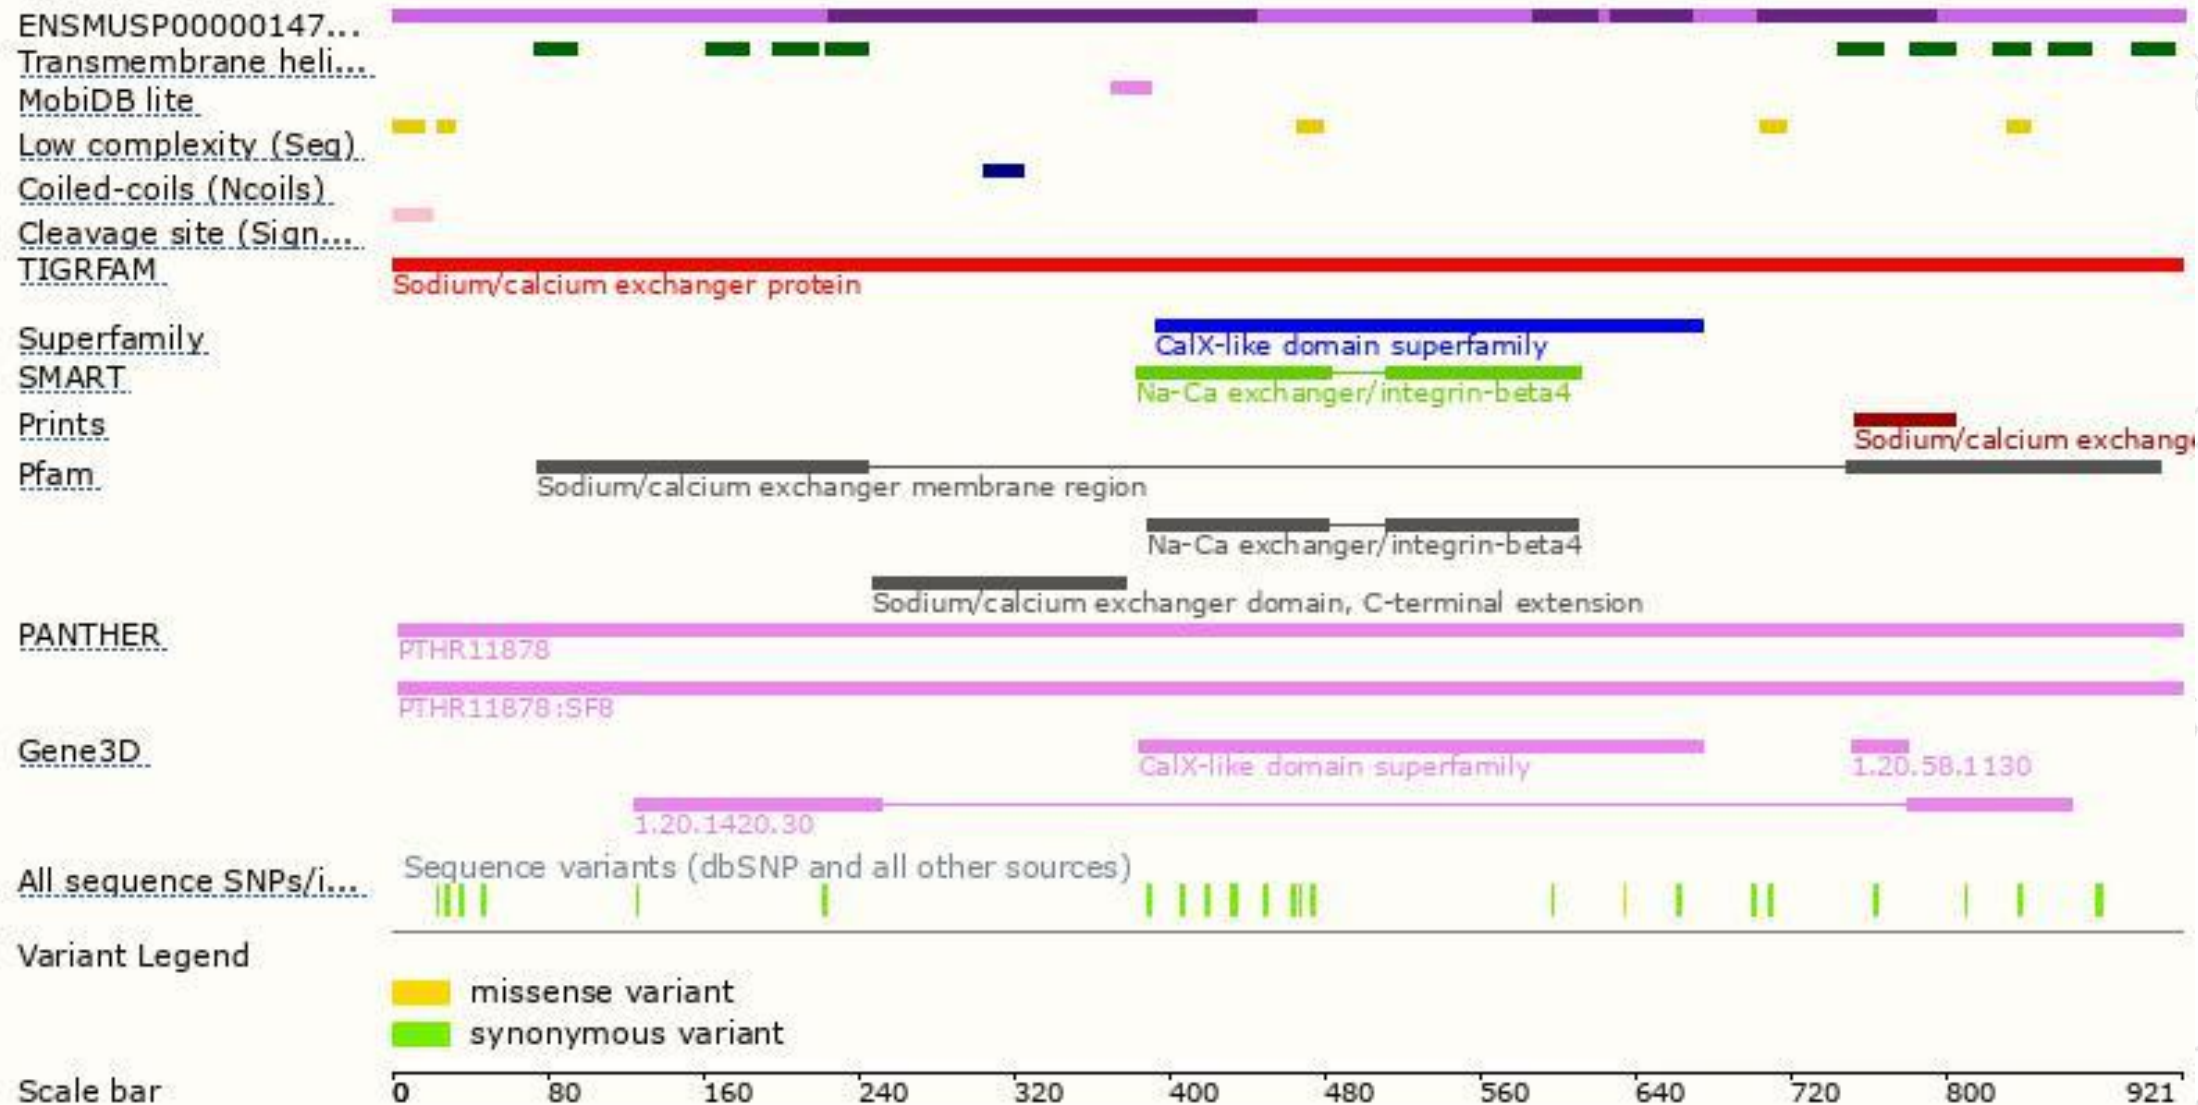 ENSMUSP00000147...
Transmembrane heli...
MobiDB lite
Low complexity (Seg)
Coiled-coils (Ncoils)
Cleavage site (Sign...
TIGRFAM
Sodium/calcium exchanger protein
Superfamily
CalX-like domain superfamily
SMART
Na-Ca exchanger/integrin-beta4
Prints
Sodium/calcium exchange
Pfam
Sodium/calcium exchanger membrane region
Na-Ca exchanger/integrin-beta4
Sodium/calcium exchanger domain, C-terminal extension
PANTHER
PTHR11878
PTHR11878:SF8
Gene3D
CalX-like domain superfamily 1.20.58.1130
1.20.1420.30
Sequence variants (dbSNP and all other sources)
All sequence SNPs/i...
Variant Legend
missense variant
synonymous variant
Scale bar 0 80 160 240 320 400 480 560 640 720 800 921